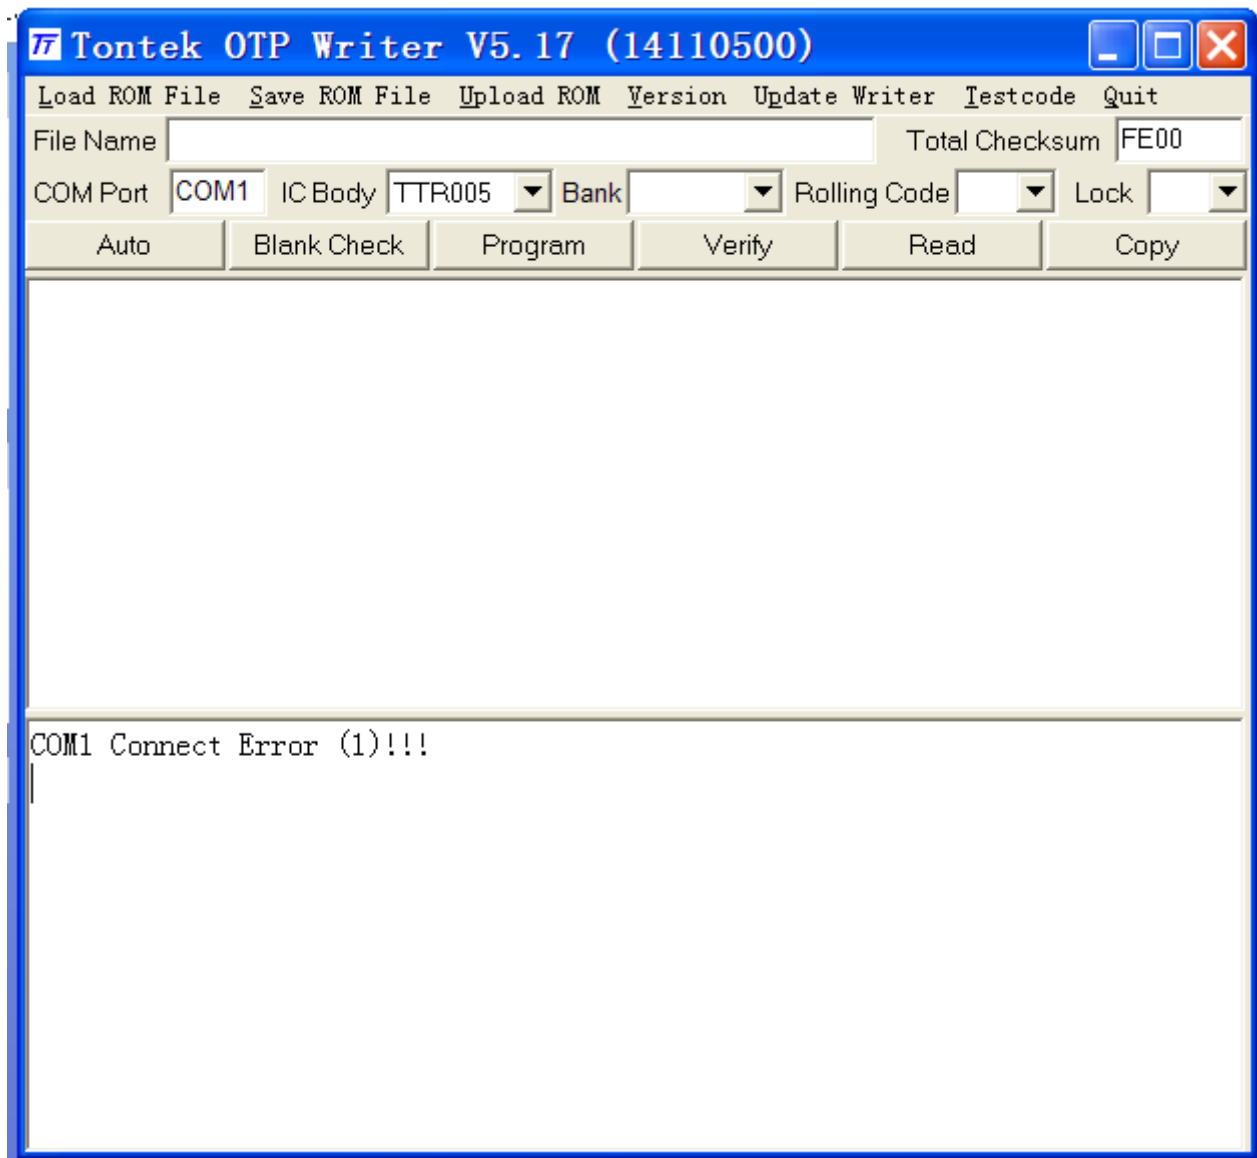 TT Tontek OTP Writer V5.17 (14110500)
Load ROM File Save ROM File Upload ROM Version Update Writer Testcode Quit
File Name Total Checksum FE00
COM Port COM1 IC Body TTR005 Bank Rolling Code Lock
Auto Blank Check Program Verify Read Copy
COM1 Connect Error (1)!!!